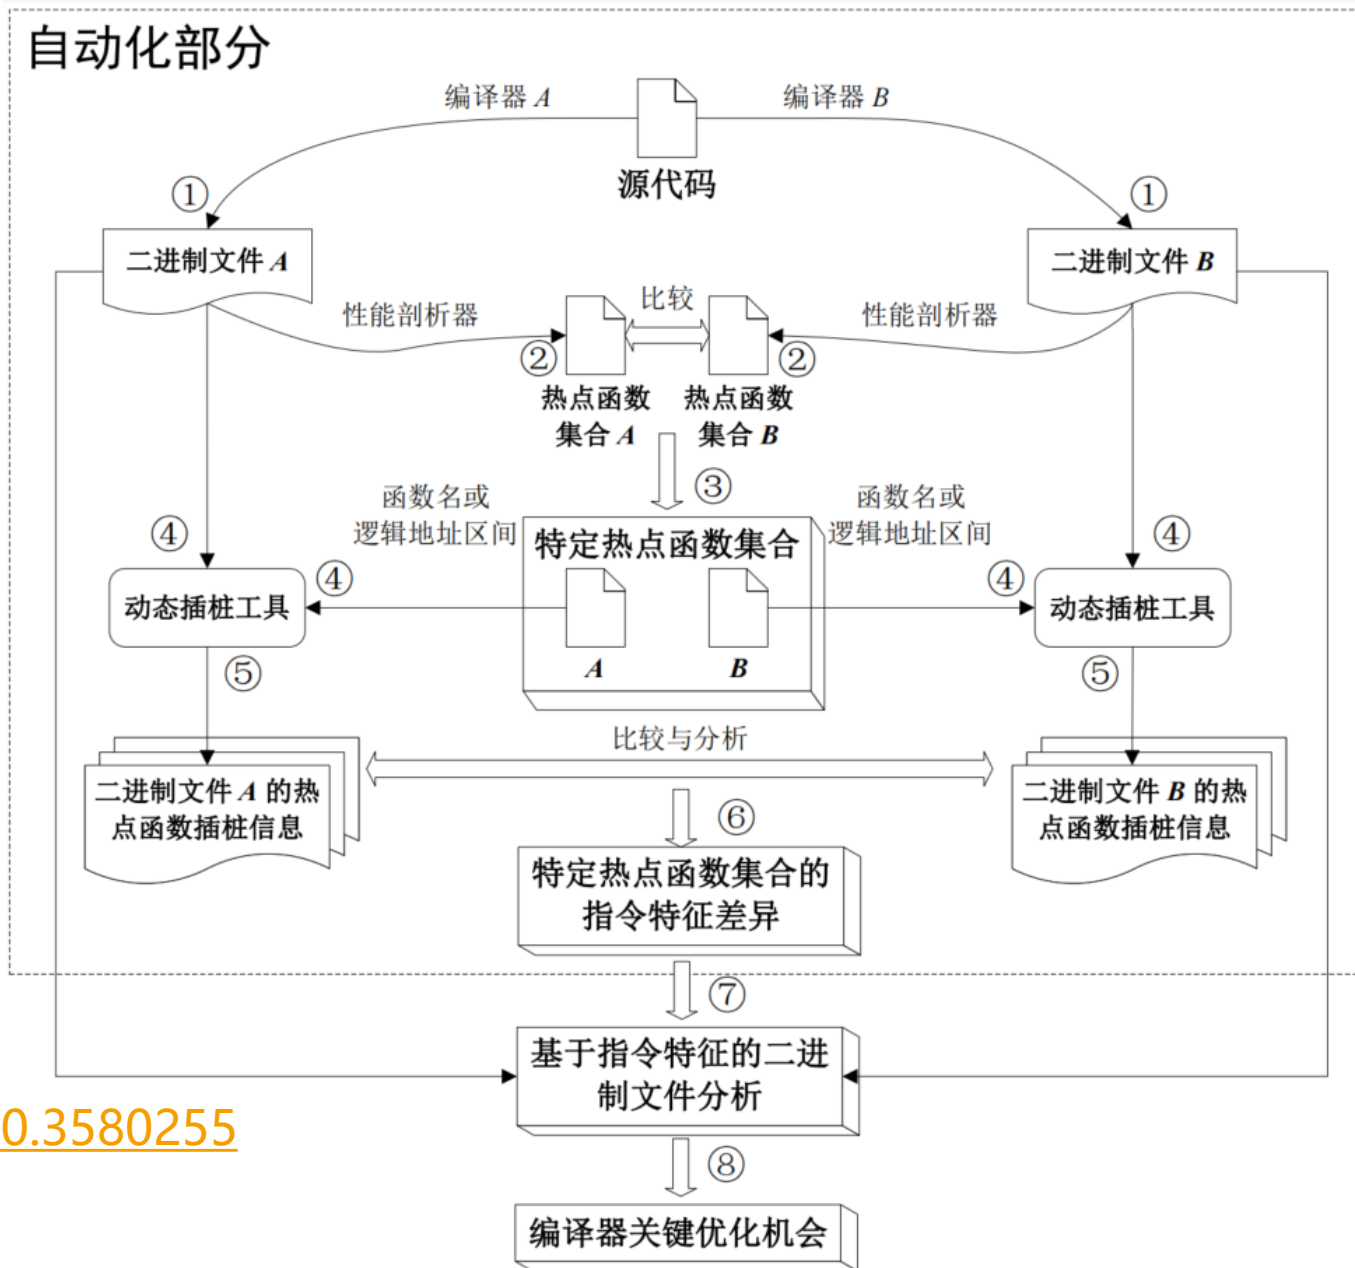 自动化部分
编译器 A
编译器 B
源代码
①
①
二进制文件 A
二进制文件 B
比较
性能剖析器
性能剖析器
②
②
热点函数
集合 A
热点函数
集合 B
③
函数名或
逻辑地址区间
函数名或
逻辑地址区间
④
④
特定热点函数集合
④
④
动态插桩工具
动态插桩工具
A
B
⑤
⑤
比较与分析
二进制文件 A 的热
点函数插桩信息
二进制文件 B 的热
点函数插桩信息
⑥
特定热点函数集合的
指令特征差异
⑦
基于指令特征的二进
制文件分析
0.3580255
⑧
编译器关键优化机会